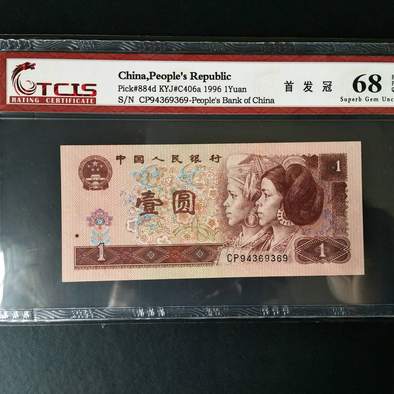 TCIS
RATING CERTIFICATE
China,People's Republic
Pick#884d KYJ#C406a 1996 1Yuan
S/N CP94369369-People's Bank of China
首发冠
68
Superb Gem Unc
中国人民银行
1
壹圆
1
1
CP94369369